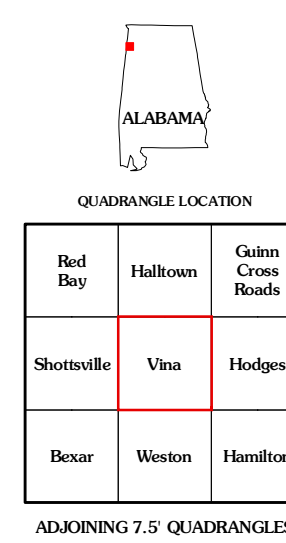 ALABAMA
QUADRANGLE LOCATION
Red
Bay
Halltown
Guinn
Cross
Roads
Shottsville
Vina
Hodges
Bexar
Weston
Hamilton
ADJOINING 7.5' QUADRANGLES